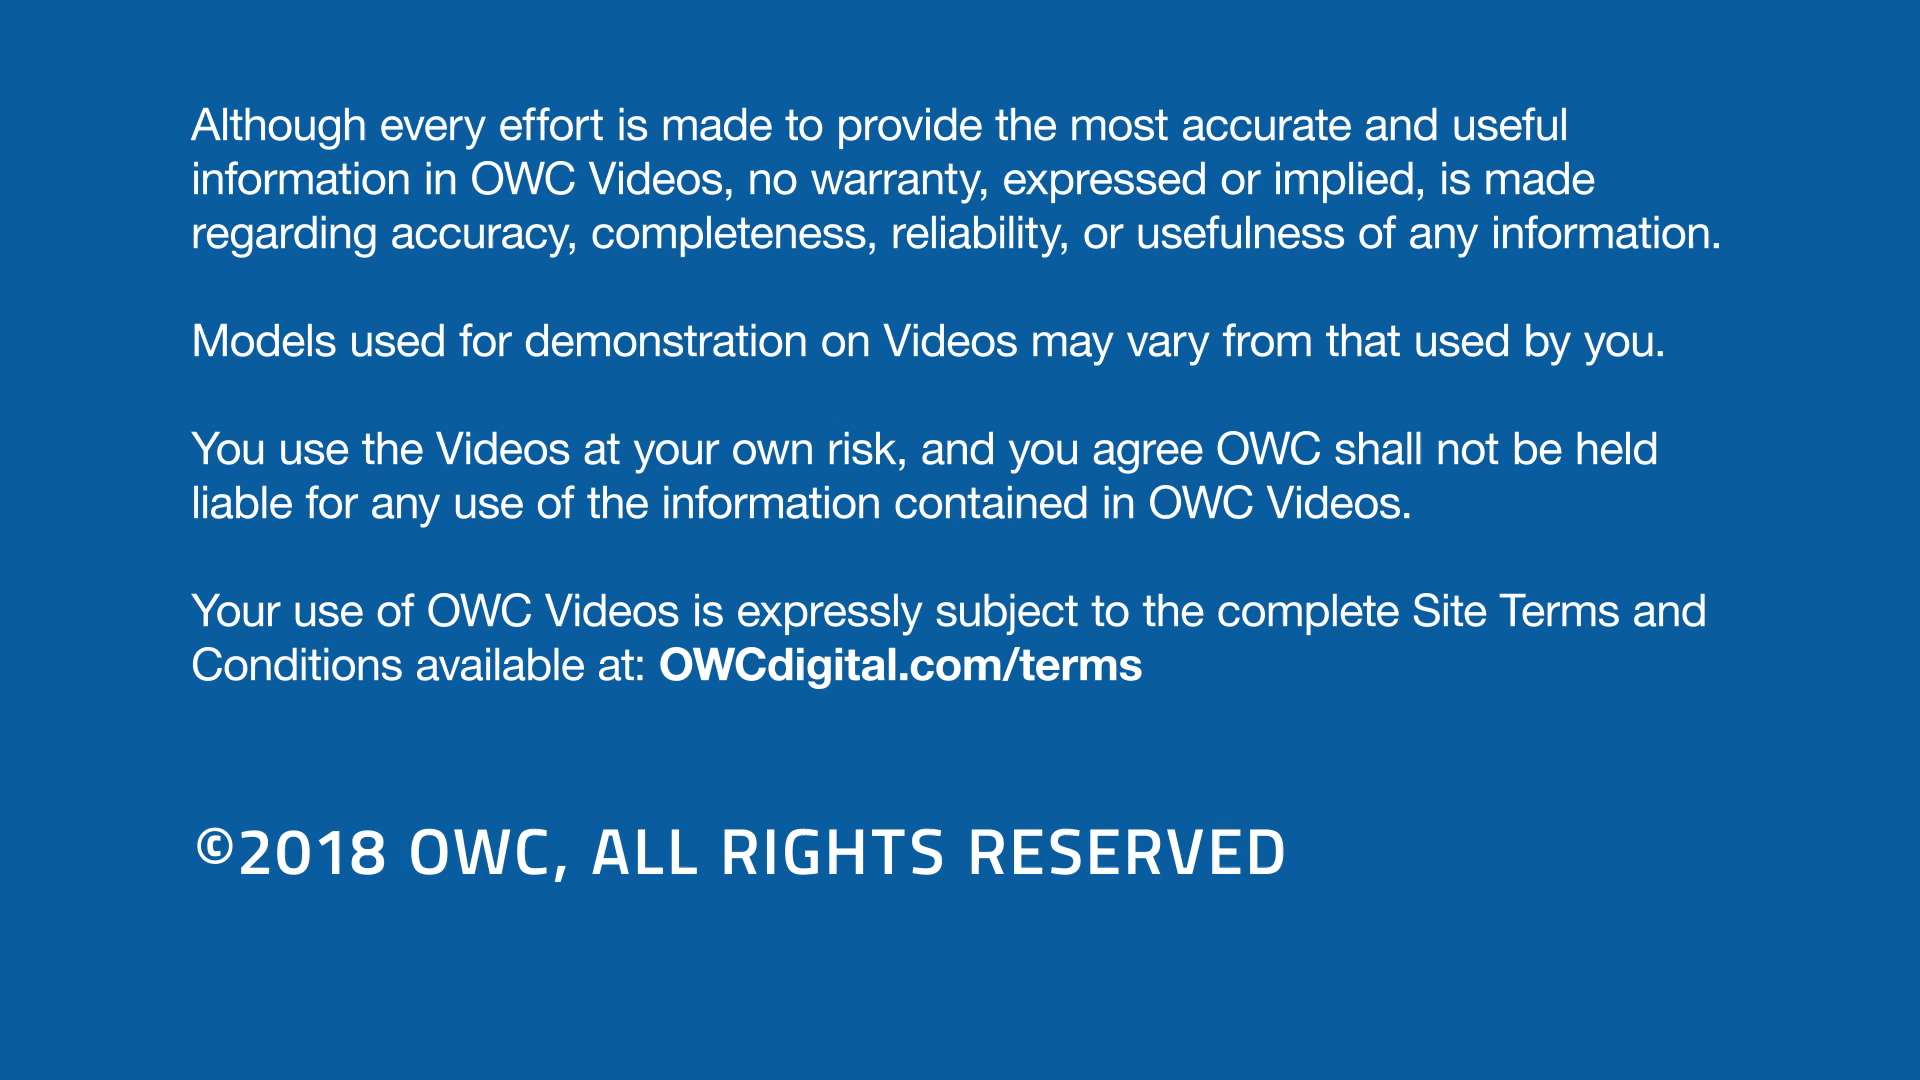 Although every effort is made to provide the most accurate and useful
information in OWC Videos, no warranty, expressed or implied, is made
regarding accuracy, completeness, reliability, or usefulness of any information.
Models used for demonstration on Videos may vary from that used by you.
You use the Videos at your own risk, and you agree OWC shall not be held
liable for any use of the information contained in OWC Videos.
Your use of OWC Videos is expressly subject to the complete Site Terms and
Conditions available at: OWCdigital.com/terms
©2018 OWC, ALL RIGHTS RESERVED